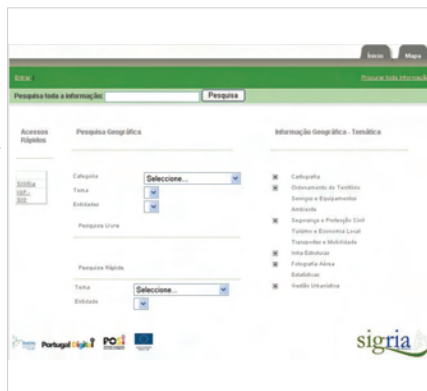 Início Mapa
Entrar Procurar toda informação
Pesquisa toda a informação: Pesquisa
Acessos Rápidos
Pesquisa Geográfica
Categoria Seleccione...
Tema
Entidades
Pesquisa Livre
Pesquisa Rápida
Tema Seleccione...
Entidade
Informação Geográfica - Temática
Cartografia
Ordenamento do Território
Serviços e Equipamentos
Ambiente
Segurança e Protecção Civil
Turismo e Economia Local
Transportes e Mobilidade
Infra-Estruturas
Fotografia Aérea
Estatísticas
Gestão Urbanística
Portugal Digital
POSI
sigria